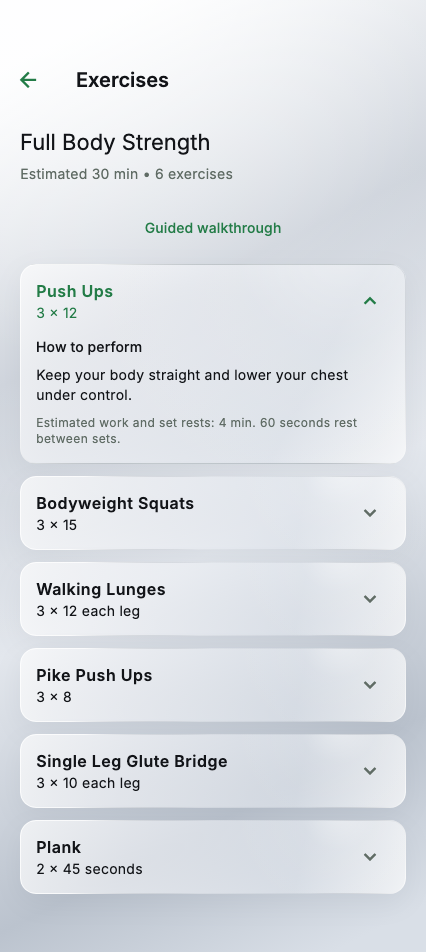 Exercises
Full Body Strength
Estimated 30 min • 6 exercises
Guided walkthrough
Push Ups
3 × 12
How to perform
Keep your body straight and lower your chest
under control.
Estimated work and set rests: 4 min. 60 seconds rest
between sets.
Bodyweight Squats
3 × 15
Walking Lunges
3 × 12 each leg
Pike Push Ups
3 × 8
Single Leg Glute Bridge
3 × 10 each leg
Plank
2 × 45 seconds